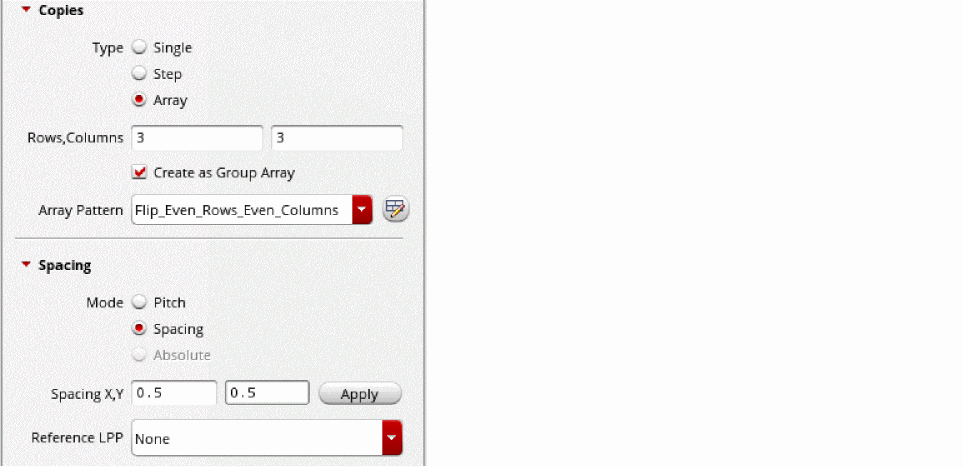 Copies
Type Single
Step
Array
Rows,Columns 3 3
Create as Group Array
Array Pattern Flip_Even_Rows_Even_Columns
Spacing
Mode Pitch
Spacing
Absolute
Spacing X,Y 0.5 0.5 Apply
Reference LPP None